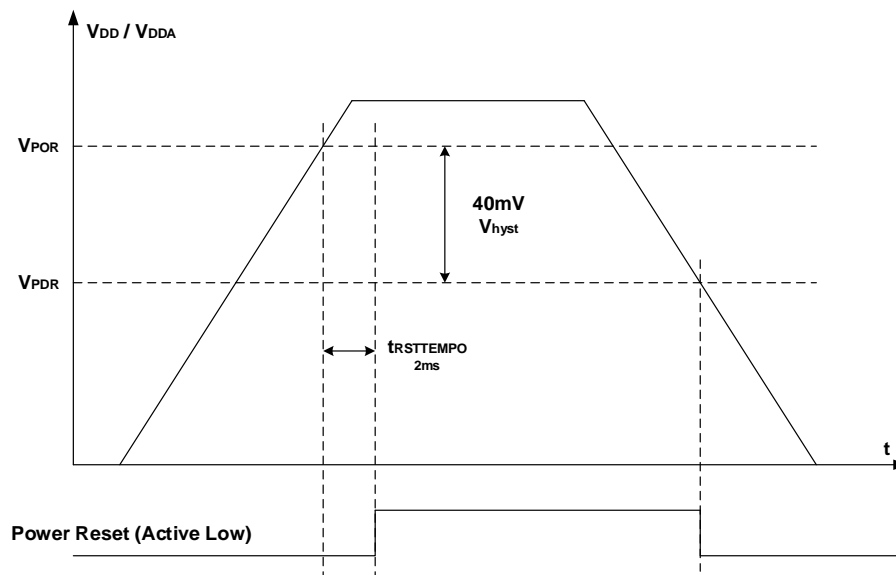 VDD / VDDA
VPOR
40mV
Vhyst
VPDR
tRSTTEMPO
2ms
t
Power Reset (Active Low)